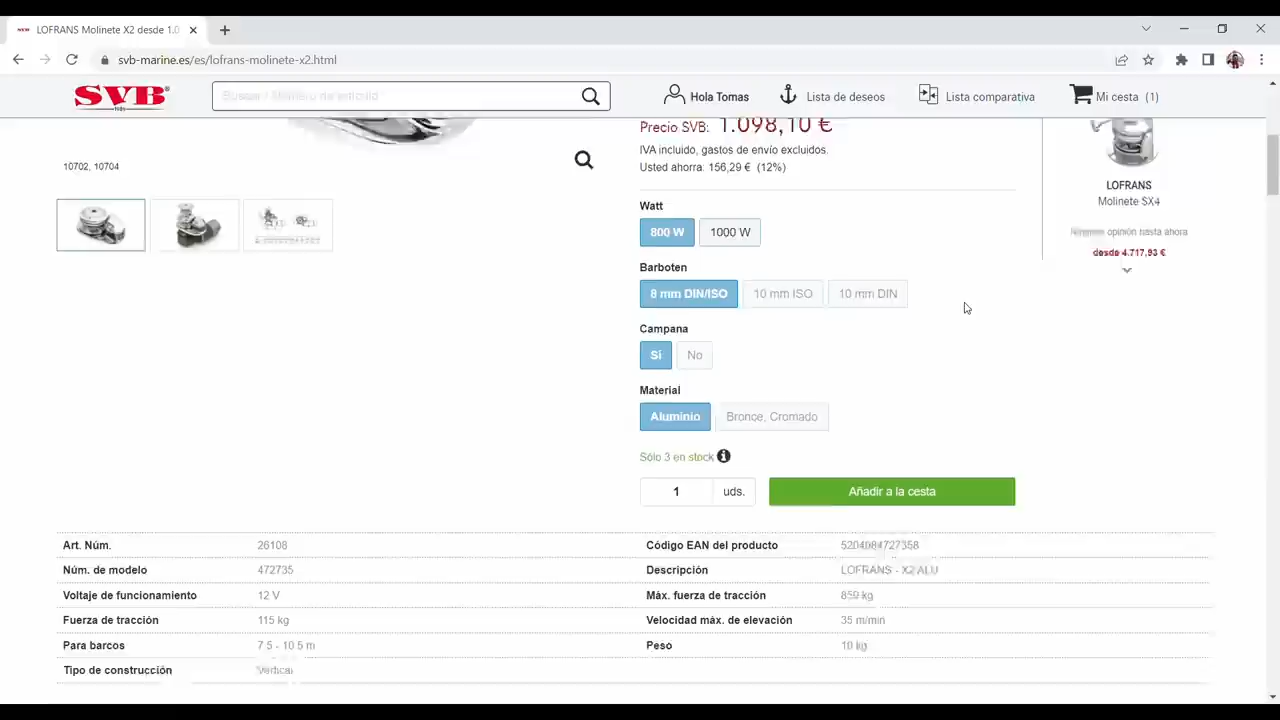 LOFRANS Molinete X2 desde 1.0
svb-marine.es/es/lofrans-molinete-x2.html
SVB
Hola Tomas
Lista de deseos
Lista comparativa
Mi cesta (1)
Precio SVB: 1.098,10 €
IVA incluido, gastos de envío excluidos.
Usted ahorra: 156,29 € (12%)
10702, 10704
LOFRANS
Molinete SX4
Ninguna opinión hasta ahora
desde 4.717,93 €
Watt
800 W
1000 W
Barboten
8 mm DIN/ISO
10 mm ISO
10 mm DIN
Campana
Sí
No
Material
Aluminio
Bronce, Cromado
Sólo 3 en stock
1 uds.
Añadir a la cesta
Art. Núm. 26108
Código EAN del producto 5204084727358
Núm. de modelo 472735
Descripción LOFRANS - X2 ALU
Voltaje de funcionamiento 12 V
Máx. fuerza de tracción 850 kg
Fuerza de tracción 115 kg
Velocidad máx. de elevación 35 m/min
Para barcos 7.5 - 10.5 m
Peso 10 kg
Tipo de construcción Vertical